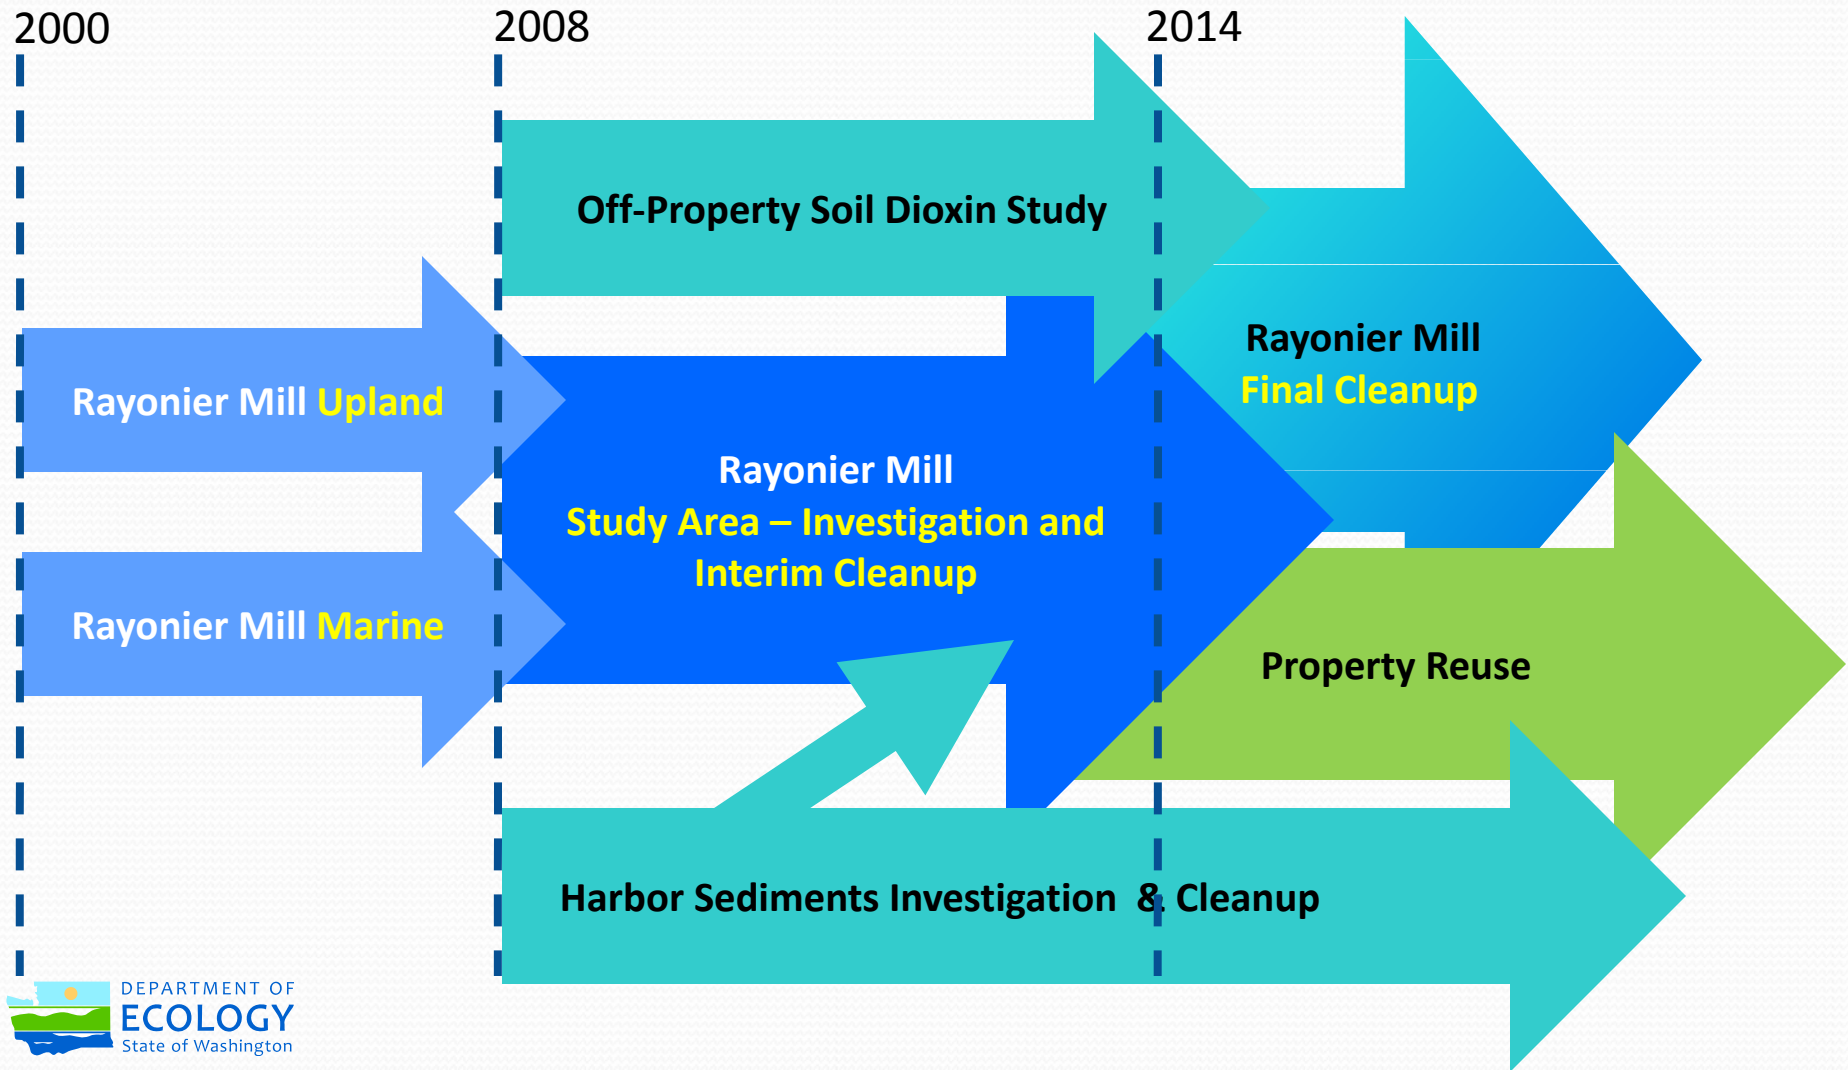 2000
2008
2014
Off-Property Soil Dioxin Study
Rayonier Mill
Final Cleanup
Rayonier Mill Upland
Rayonier Mill
Study Area – Investigation and
Interim Cleanup
Rayonier Mill Marine
Property Reuse
Harbor Sediments Investigation & Cleanup
DEPARTMENT OF
ECOLOGY
State of Washington